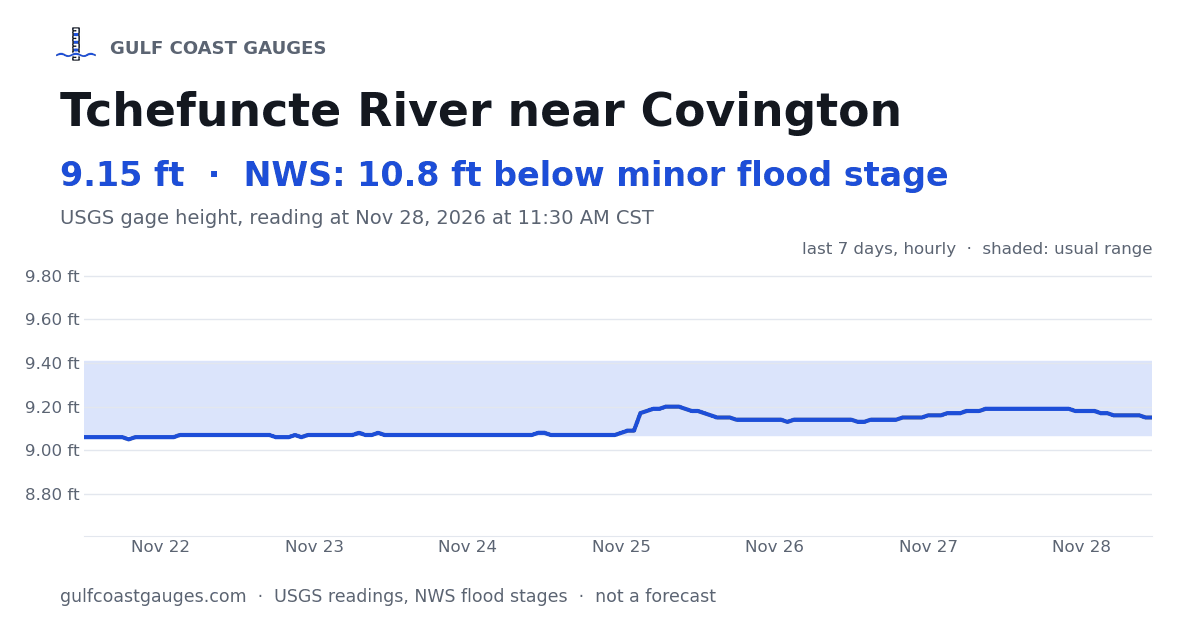 GULF COAST GAUGES
Tchefuncte River near Covington
9.15 ft · NWS: 10.8 ft below minor flood stage
USGS gage height, reading at Nov 28, 2026 at 11:30 AM CST
last 7 days, hourly · shaded: usual range
9.80 ft
9.60 ft
9.40 ft
9.20 ft
9.00 ft
8.80 ft
Nov 22 Nov 23 Nov 24 Nov 25 Nov 26 Nov 27 Nov 28
gulfcoastgauges.com · USGS readings, NWS flood stages · not a forecast